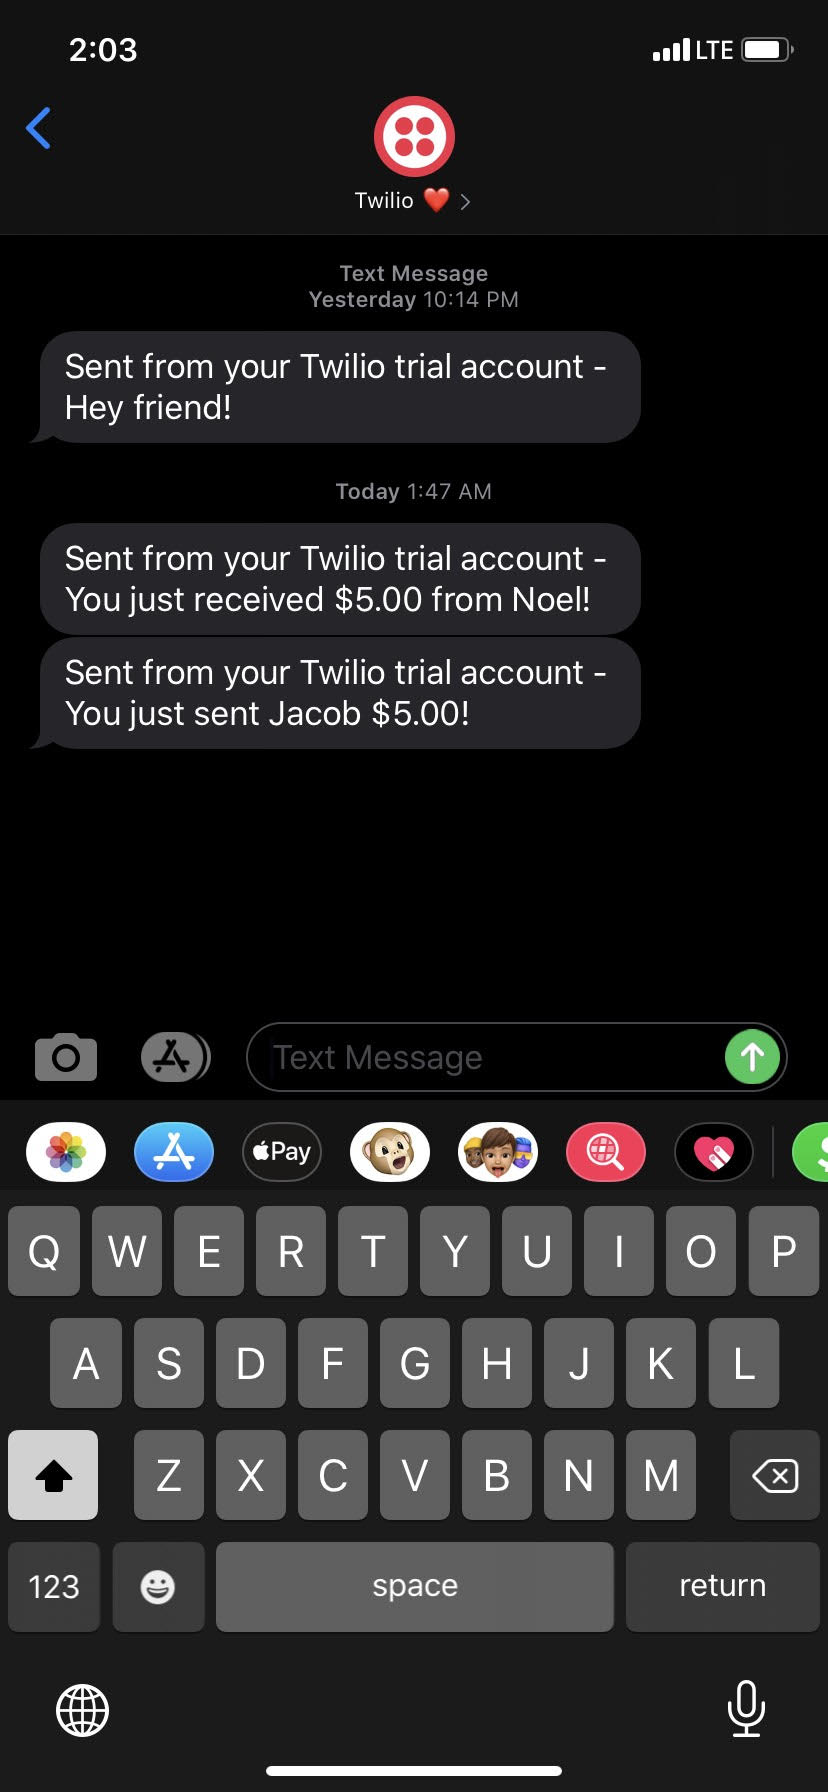 2:03
LTE
Twilio ❤️
Text Message
Yesterday 10:14 PM
Sent from your Twilio trial account -
Hey friend!
Today 1:47 AM
Sent from your Twilio trial account -
You just received $5.00 from Noel!
Sent from your Twilio trial account -
You just sent Jacob $5.00!
Text Message
Pay
$
Q W E R T Y U I O P
A S D F G H J K L
Z X C V B N M
123 space return